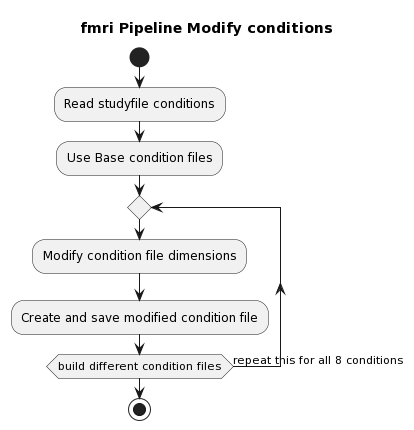 fmri Pipeline Modify conditions
Read studyfile conditions
Use Base condition files
Modify condition file dimensions
Create and save modified condition file
build different condition files
repeat this for all 8 conditions